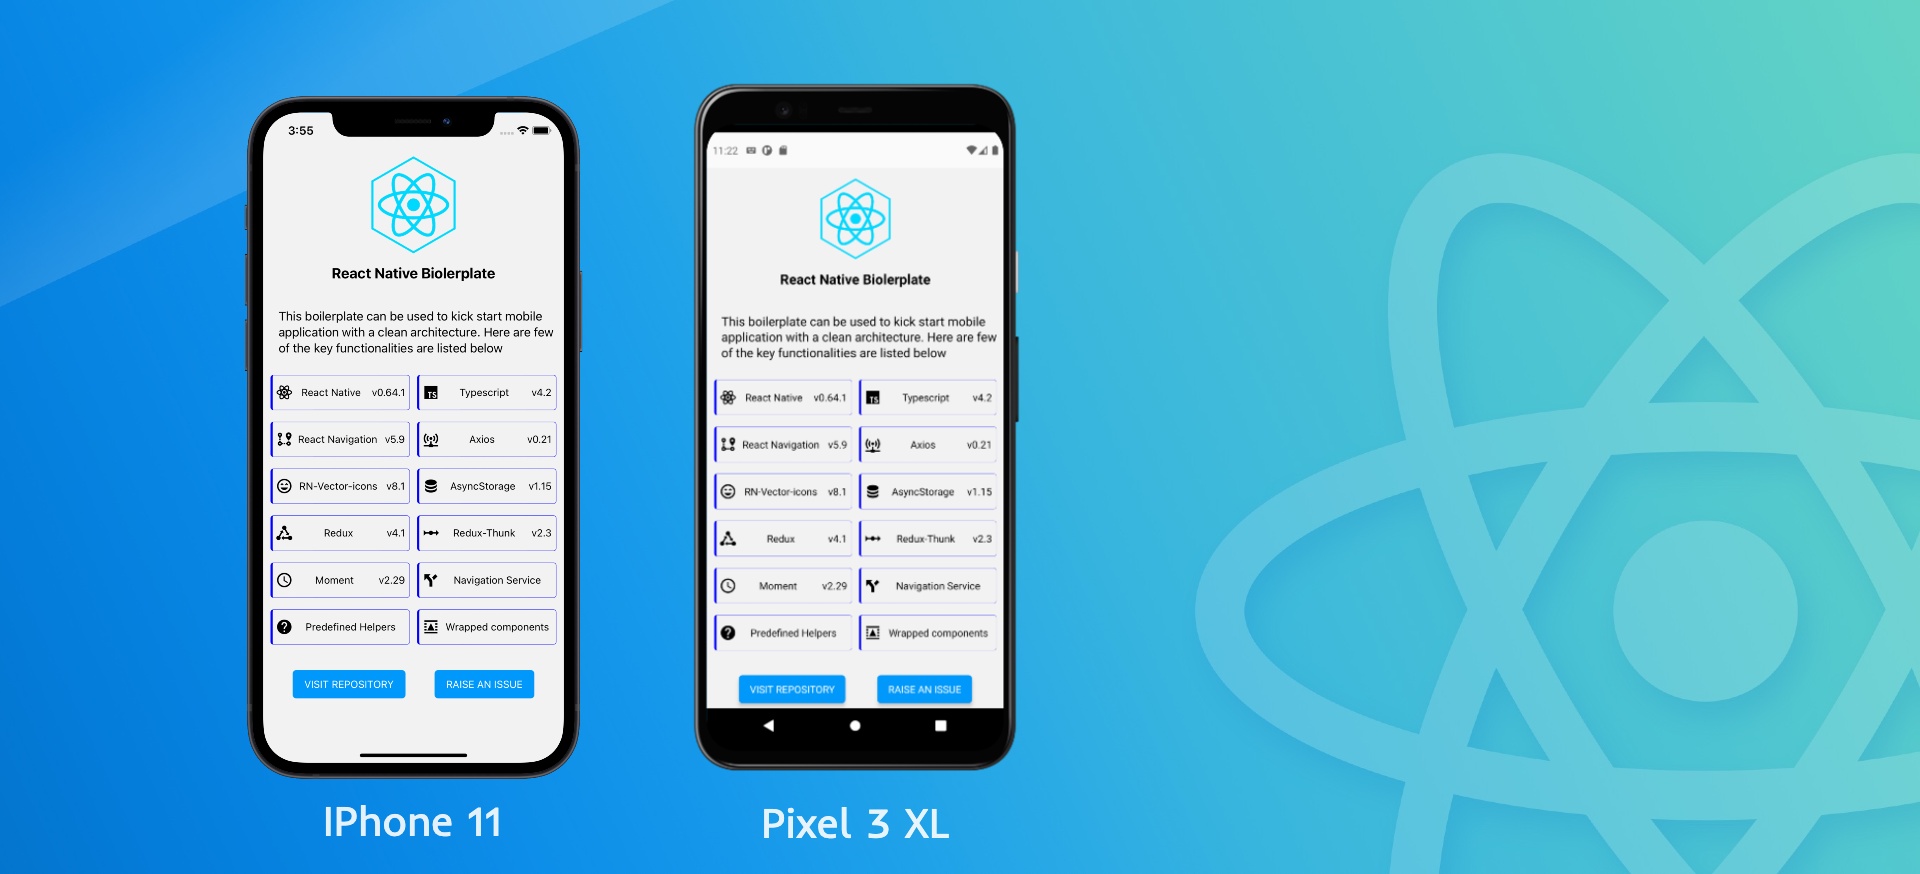 3:55
React Native Biolerplate
This boilerplate can be used to kick start mobile
application with a clean architecture. Here are few
of the key functionalities are listed below
React Native v0.64.1
TS Typescript v4.2
React Navigation v5.9
Axios v0.21
RN-Vector-icons v8.1
AsyncStorage v1.15
Redux v4.1
Redux-Thunk v2.3
Moment v2.29
Navigation Service
? Predefined Helpers
Wrapped components
VISIT REPOSITORY
RAISE AN ISSUE
IPhone 11
11:22
React Native Biolerplate
This boilerplate can be used to kick start mobile
application with a clean architecture. Here are few
of the key functionalities are listed below
React Native v0.64.1
TS Typescript v4.2
React Navigation v5.9
Axios v0.21
RN-Vector-icons v8.1
AsyncStorage v1.15
Redux v4.1
Redux-Thunk v2.3
Moment v2.29
Navigation Service
? Predefined Helpers
Wrapped components
VISIT REPOSITORY
RAISE AN ISSUE
Pixel 3 XL